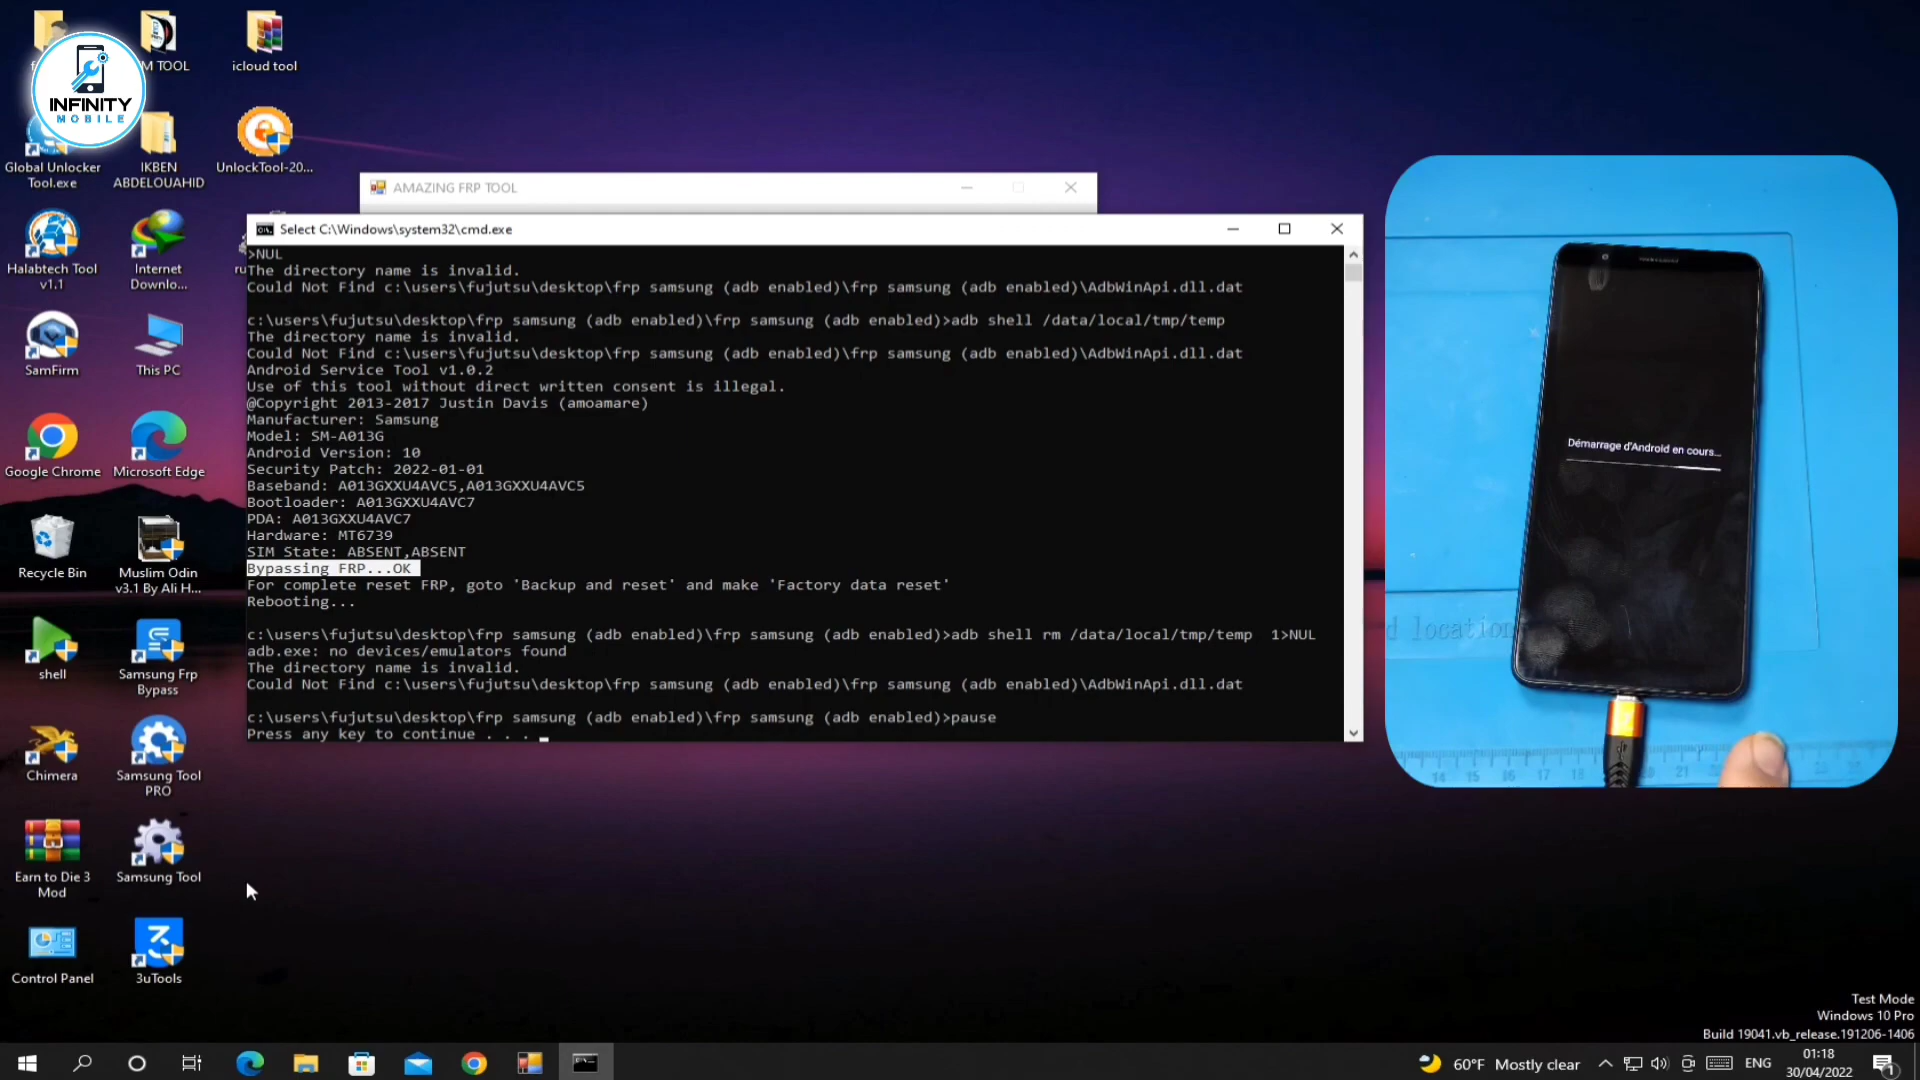 M TOOL
icloud tool
INFINITY
MOBILE
Global Unlocker
Tool.exe
IKBEN
ABDELOUAHID
UnlockTool-20...
AMAZING FRP TOOL
Halabtech Tool
v1.1
Internet
Downlo...
ru
SamFirm
This PC
Google Chrome
Microsoft Edge
Recycle Bin
Muslim Odin
v3.1 By Ali H...
shell
Samsung Frp
Bypass
Chimera
Samsung Tool
PRO
Earn to Die 3
Mod
Samsung Tool
Control Panel
3uTools
Select C:\Windows\system32\cmd.exe
>NUL
The directory name is invalid.
Could Not Find c:\users\fujutsu\desktop\frp samsung (adb enabled)\frp samsung (adb enabled)\AdbWinApi.dll.dat
c:\users\fujutsu\desktop\frp samsung (adb enabled)\frp samsung (adb enabled)>adb shell /data/local/tmp/temp
The directory name is invalid.
Could Not Find c:\users\fujutsu\desktop\frp samsung (adb enabled)\frp samsung (adb enabled)\AdbWinApi.dll.dat
Android Service Tool v1.0.2
Use of this tool without direct written consent is illegal.
@Copyright 2013-2017 Justin Davis (amoamare)
Manufacturer: Samsung
Model: SM-A013G
Android Version: 10
Security Patch: 2022-01-01
Baseband: A013GXXU4AVC5,A013GXXU4AVC5
Bootloader: A013GXXU4AVC7
PDA: A013GXXU4AVC7
Hardware: MT6739
SIM State: ABSENT,ABSENT
Bypassing FRP...OK
For complete reset FRP, goto 'Backup and reset' and make 'Factory data reset'
Rebooting...
c:\users\fujutsu\desktop\frp samsung (adb enabled)\frp samsung (adb enabled)>adb shell rm /data/local/tmp/temp  1>NUL
adb.exe: no devices/emulators found
The directory name is invalid.
Could Not Find c:\users\fujutsu\desktop\frp samsung (adb enabled)\frp samsung (adb enabled)\AdbWinApi.dll.dat
c:\users\fujutsu\desktop\frp samsung (adb enabled)\frp samsung (adb enabled)>pause
Press any key to continue . . .
Démarrage d'Android en cours...
d location
14 15 16 17 18 21
Test Mode
Windows 10 Pro
Build 19041.vb_release.191206-1406
60°F Mostly clear
ENG
01:18
30/04/2022
1